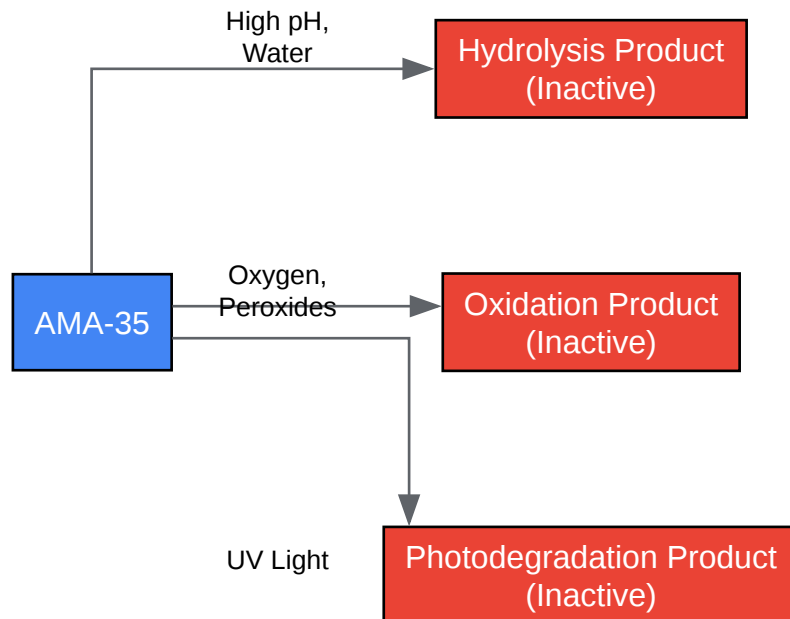 High pH,
Water
Hydrolysis Product
(Inactive)
AMA-35
Oxygen,
Peroxides
Oxidation Product
(Inactive)
UV Light
Photodegradation Product
(Inactive)